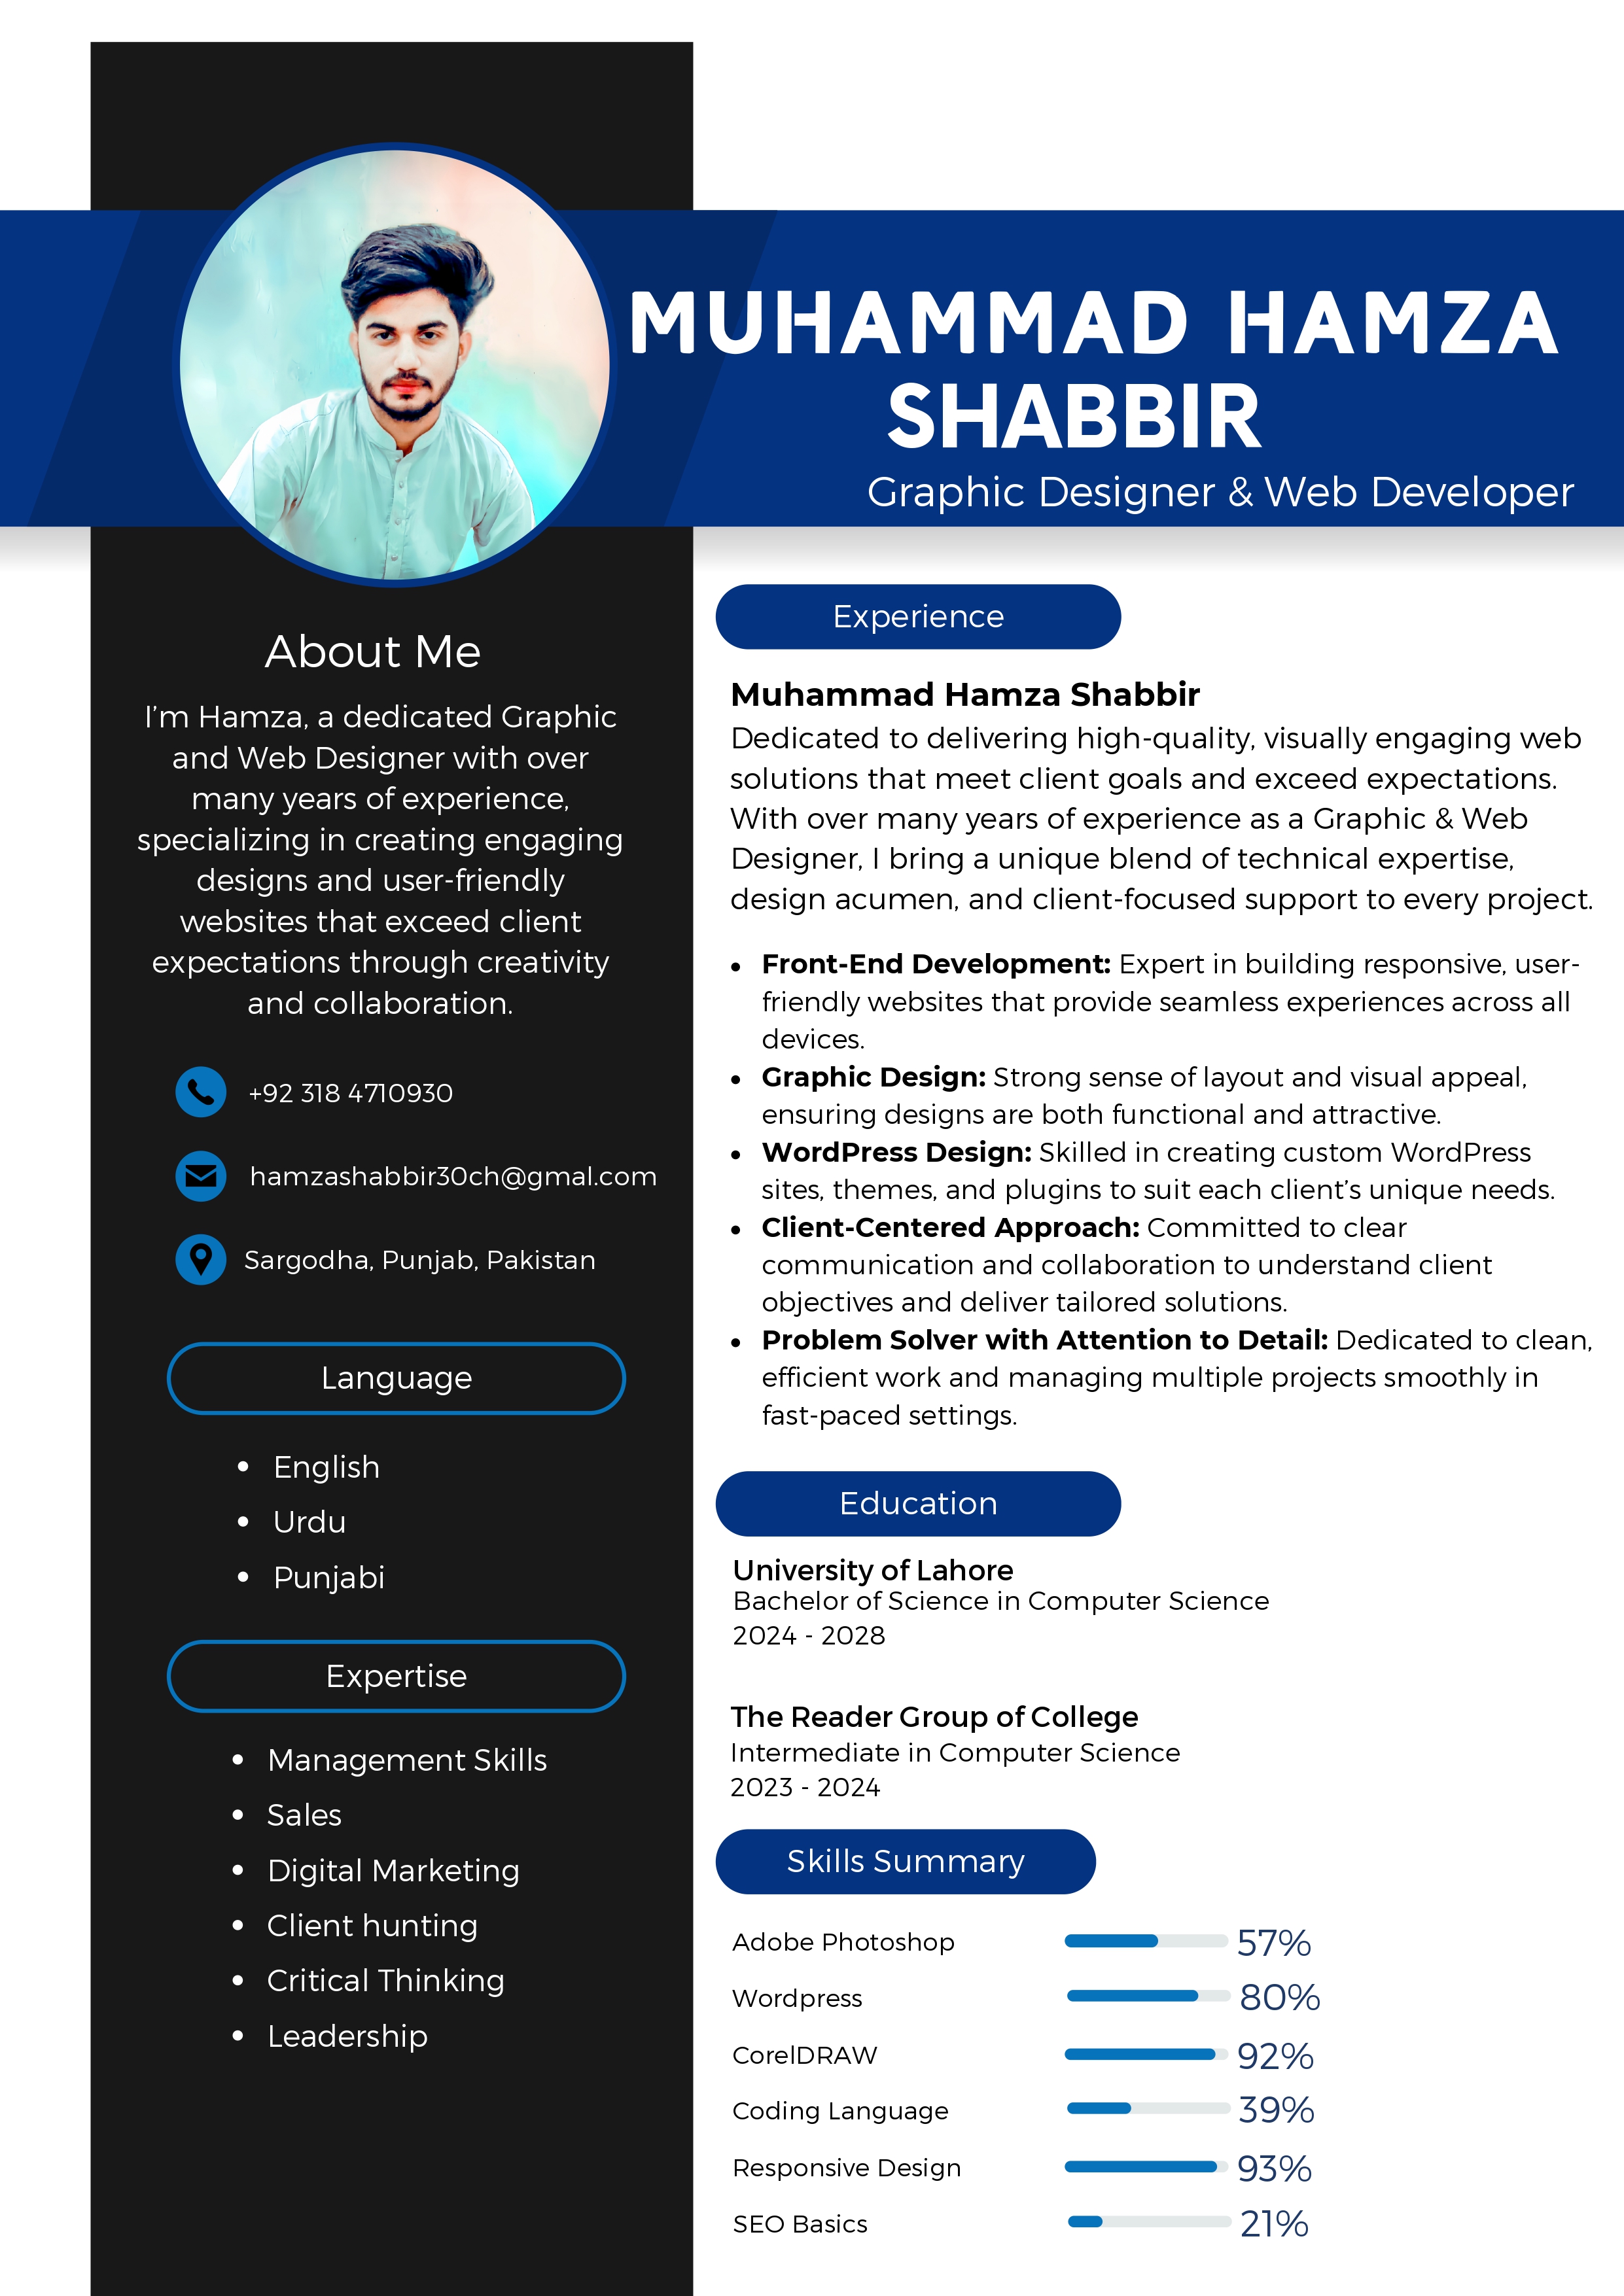 MUHAMMAD HAMZA
SHABBIR
Graphic Designer & Web Developer
About Me
I'm Hamza, a dedicated Graphic
and Web Designer with over
many years of experience,
specializing in creating engaging
designs and user-friendly
websites that exceed client
expectations through creativity
and collaboration.
+92 318 4710930
hamzashabbir30ch@gmal.com
Sargodha, Punjab, Pakistan
Language
• English
• Urdu
• Punjabi
Expertise
• Management Skills
• Sales
• Digital Marketing
• Client hunting
• Critical Thinking
• Leadership
Experience
Muhammad Hamza Shabbir
Dedicated to delivering high-quality, visually engaging web
solutions that meet client goals and exceed expectations.
With over many years of experience as a Graphic & Web
Designer, I bring a unique blend of technical expertise,
design acumen, and client-focused support to every project.
• Front-End Development: Expert in building responsive, user-
friendly websites that provide seamless experiences across all
devices.
• Graphic Design: Strong sense of layout and visual appeal,
ensuring designs are both functional and attractive.
• WordPress Design: Skilled in creating custom WordPress
sites, themes, and plugins to suit each client's unique needs.
• Client-Centered Approach: Committed to clear
communication and collaboration to understand client
objectives and deliver tailored solutions.
• Problem Solver with Attention to Detail: Dedicated to clean,
efficient work and managing multiple projects smoothly in
fast-paced settings.
Education
University of Lahore
Bachelor of Science in Computer Science
2024 - 2028
The Reader Group of College
Intermediate in Computer Science
2023 - 2024
Skills Summary
Adobe Photoshop 57%
Wordpress 80%
CorelDRAW 92%
Coding Language 39%
Responsive Design 93%
SEO Basics 21%